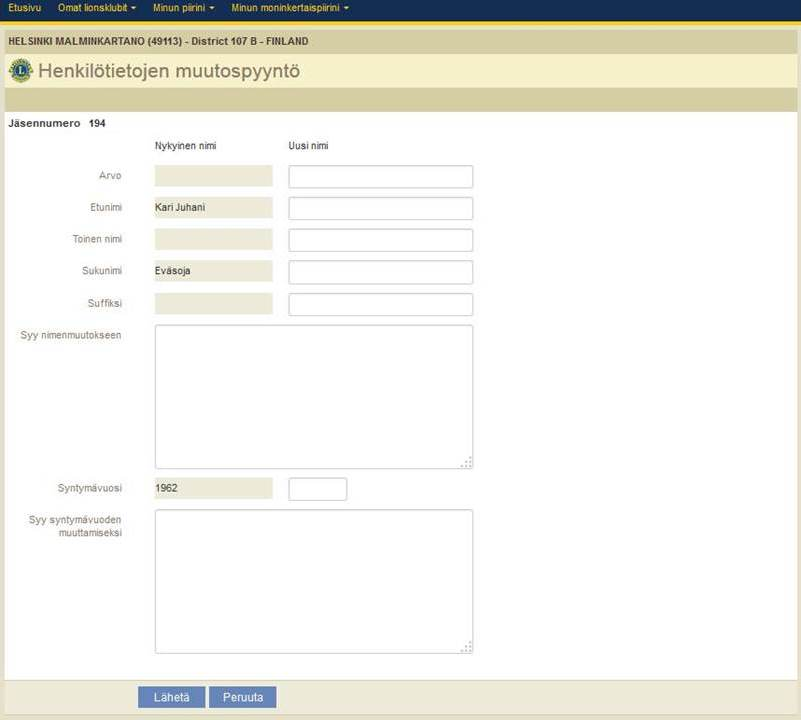 Etusivu Omat lionsklubit Minun piirini Minun moninkertaispiirini
HELSINKI MALMINKARTANO (49113) - District 107 B - FINLAND
Henkilötietojen muutospyyntö
Jäsennumero 194
Nykyinen nimi Uusi nimi
Arvo
Etunimi Kari Juhani
Toinen nimi
Sukunimi Eväsoja
Suffiksi
Syy nimenmuutokseen
Syntymävuosi 1962
Syy syntymävuoden
muuttamiseksi
Lähetä Peruuta